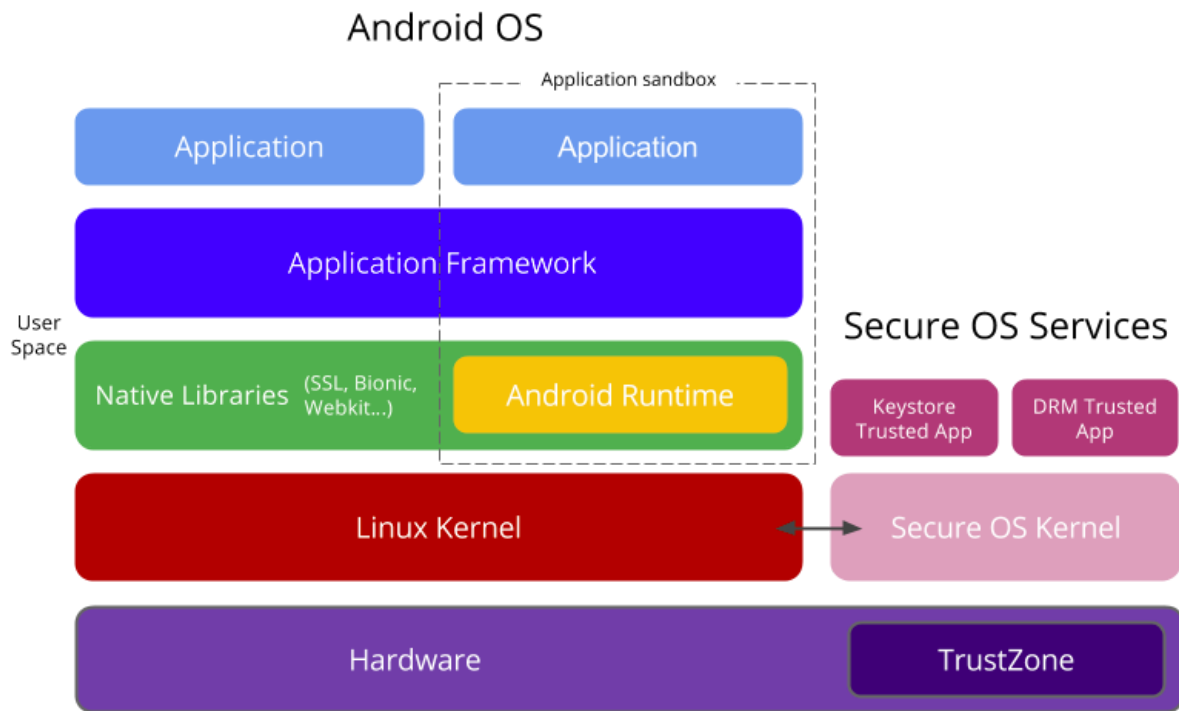 Android OS
Application sandbox
Application
Application
Application Framework
User
Space
Native Libraries
(SSL, Bionic,
Webkit...)
Android Runtime
Secure OS Services
Keystore
Trusted App
DRM Trusted
App
Linux Kernel
Secure OS Kernel
Hardware
TrustZone